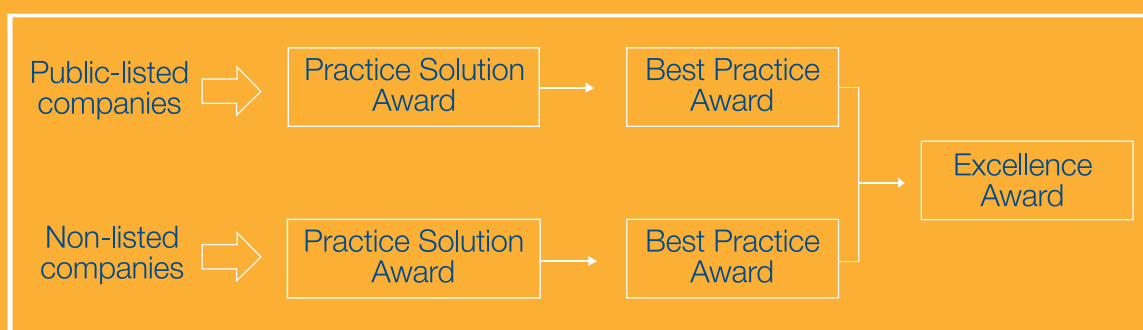 Public-listed
companies
Practice Solution
Award
Best Practice
Award
Excellence
Award
Non-listed
companies
Practice Solution
Award
Best Practice
Award